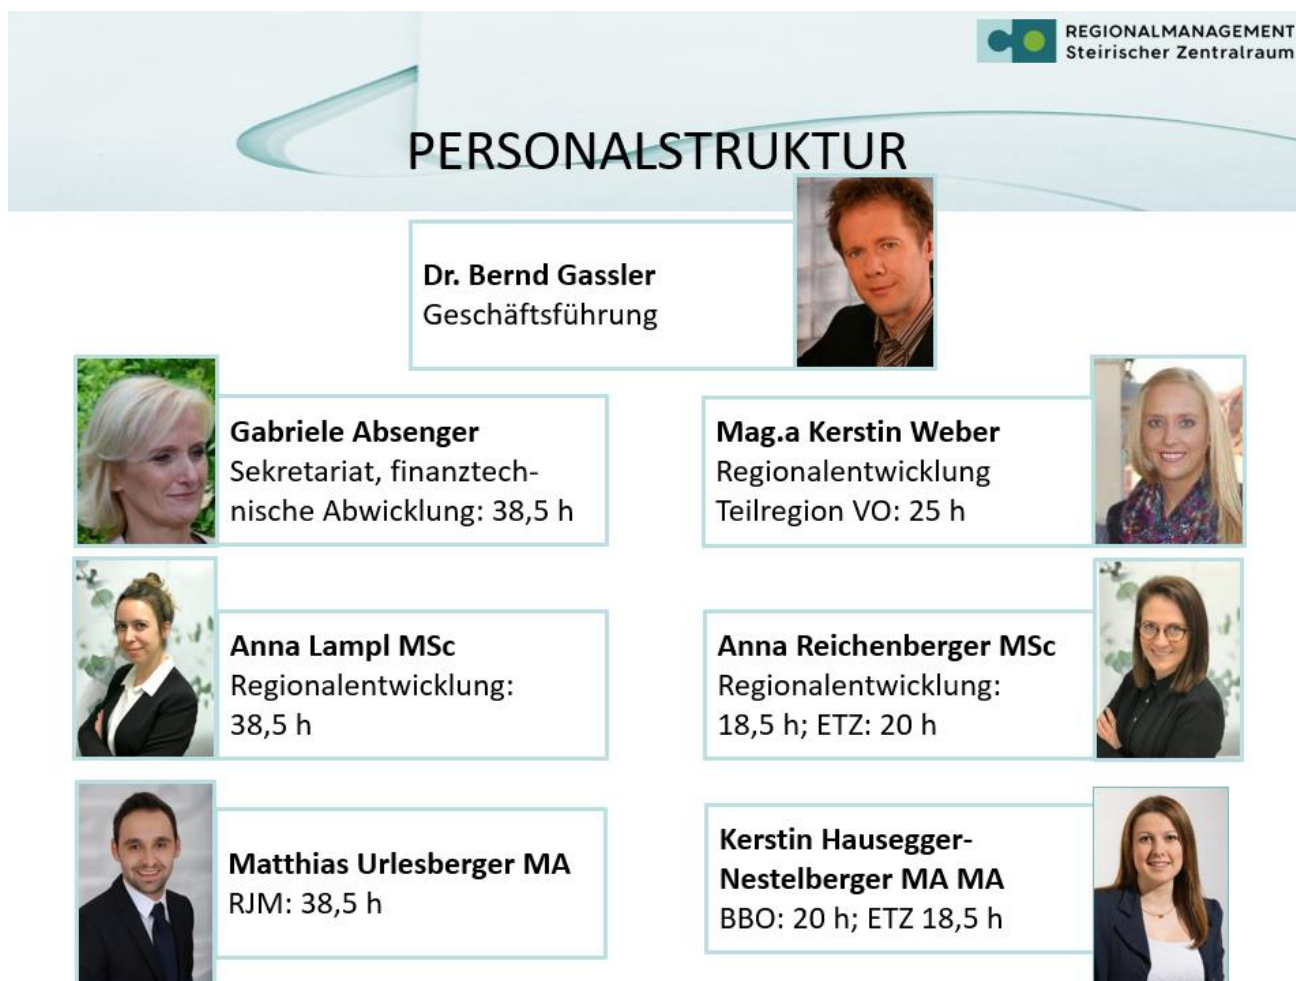 REGIONALMANAGEMENT
Steirischer Zentralraum
PERSONALSTRUKTUR
Dr. Bernd Gassler
Geschäftsführung
Gabriele Absenger
Sekretariat, finanztech-
nische Abwicklung: 38,5 h
Mag.a Kerstin Weber
Regionalentwicklung
Teilregion VO: 25 h
Anna Lampl MSc
Regionalentwicklung:
38,5 h
Anna Reichenberger MSc
Regionalentwicklung:
18,5 h; ETZ: 20 h
Matthias Urlesberger MA
RJM: 38,5 h
Kerstin Hausegger-
Nestelberger MA MA
BBO: 20 h; ETZ 18,5 h